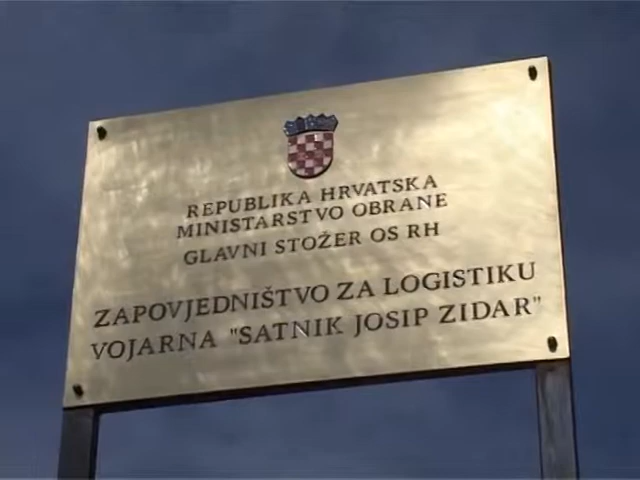 REPUBLIKA HRVATSKA
MINISTARSTVO OBRANE
GLAVNI STOŽER OS RH
ZAPOVJEDNIŠTVO ZA LOGISTIKU
VOJARNA "SATNIK JOSIP ZIDAR"